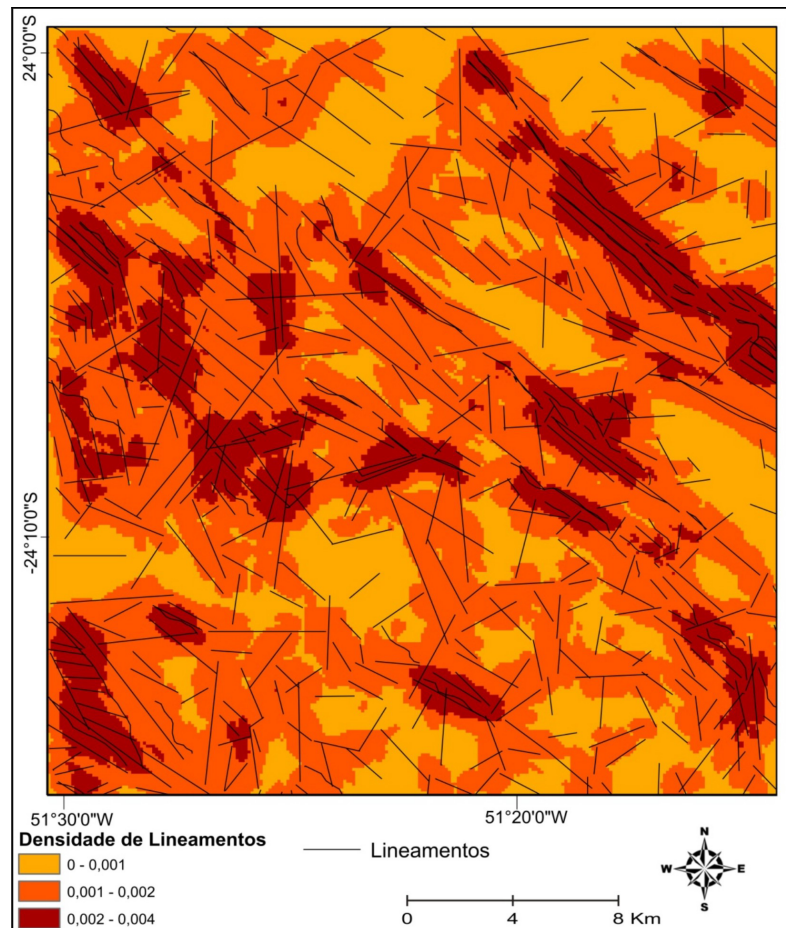 24°0'0"S
-24°10'0"S
51°30'0"W
51°20'0"W
Densidade de Lineamentos
0 - 0,001
0,001 - 0,002
0,002 - 0,004
Lineamentos
N
W
E
S
0
4
8 Km